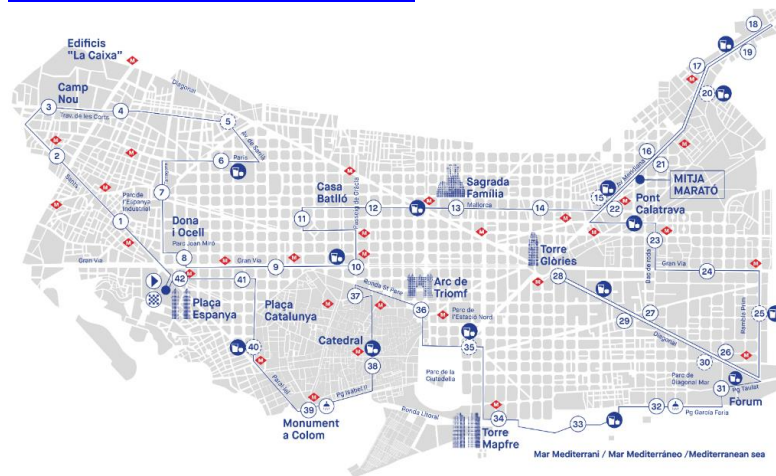 18
19
17
20
Edificis
"La Caixa"
Diagonal
Camp
Nou
3
4
5
Trav. de les Corts
Av. de Sarrià
2
6
París
16
21
Av. Meridiana
MITJA
MARATÓ
Sants
7
Parc de
l'Espanya
Industrial
Casa
Batlló
Passeig de Gràcia
Sagrada
Família
15
Pont
Calatrava
1
11
12
13
Mallorca
14
22
Dona
i Ocell
Parc Joan Miró
23
Bac de roda
Torre
Glòries
Gran Via
8
Gran Via
9
10
28
Gran Via
24
42
41
Plaça
Espanya
Plaça
Catalunya
37
Ronda St Pere
Arc de
Triomf
36
Parc de
l'Estació Nord
27
29
Diagonal
Rambla Prim
25
Catedral
40
35
30
26
38
Parc de la
Ciutadella
Parc de
Diagonal Mar
31
Pg Taulat
Fòrum
Paral·lel
39
Pg Isabel II
Monument
a Colom
Ronda Litoral
34
Torre
Mapfre
33
32
Pg García Faria
Mar Mediterrani / Mar Mediterráneo /Mediterranean sea